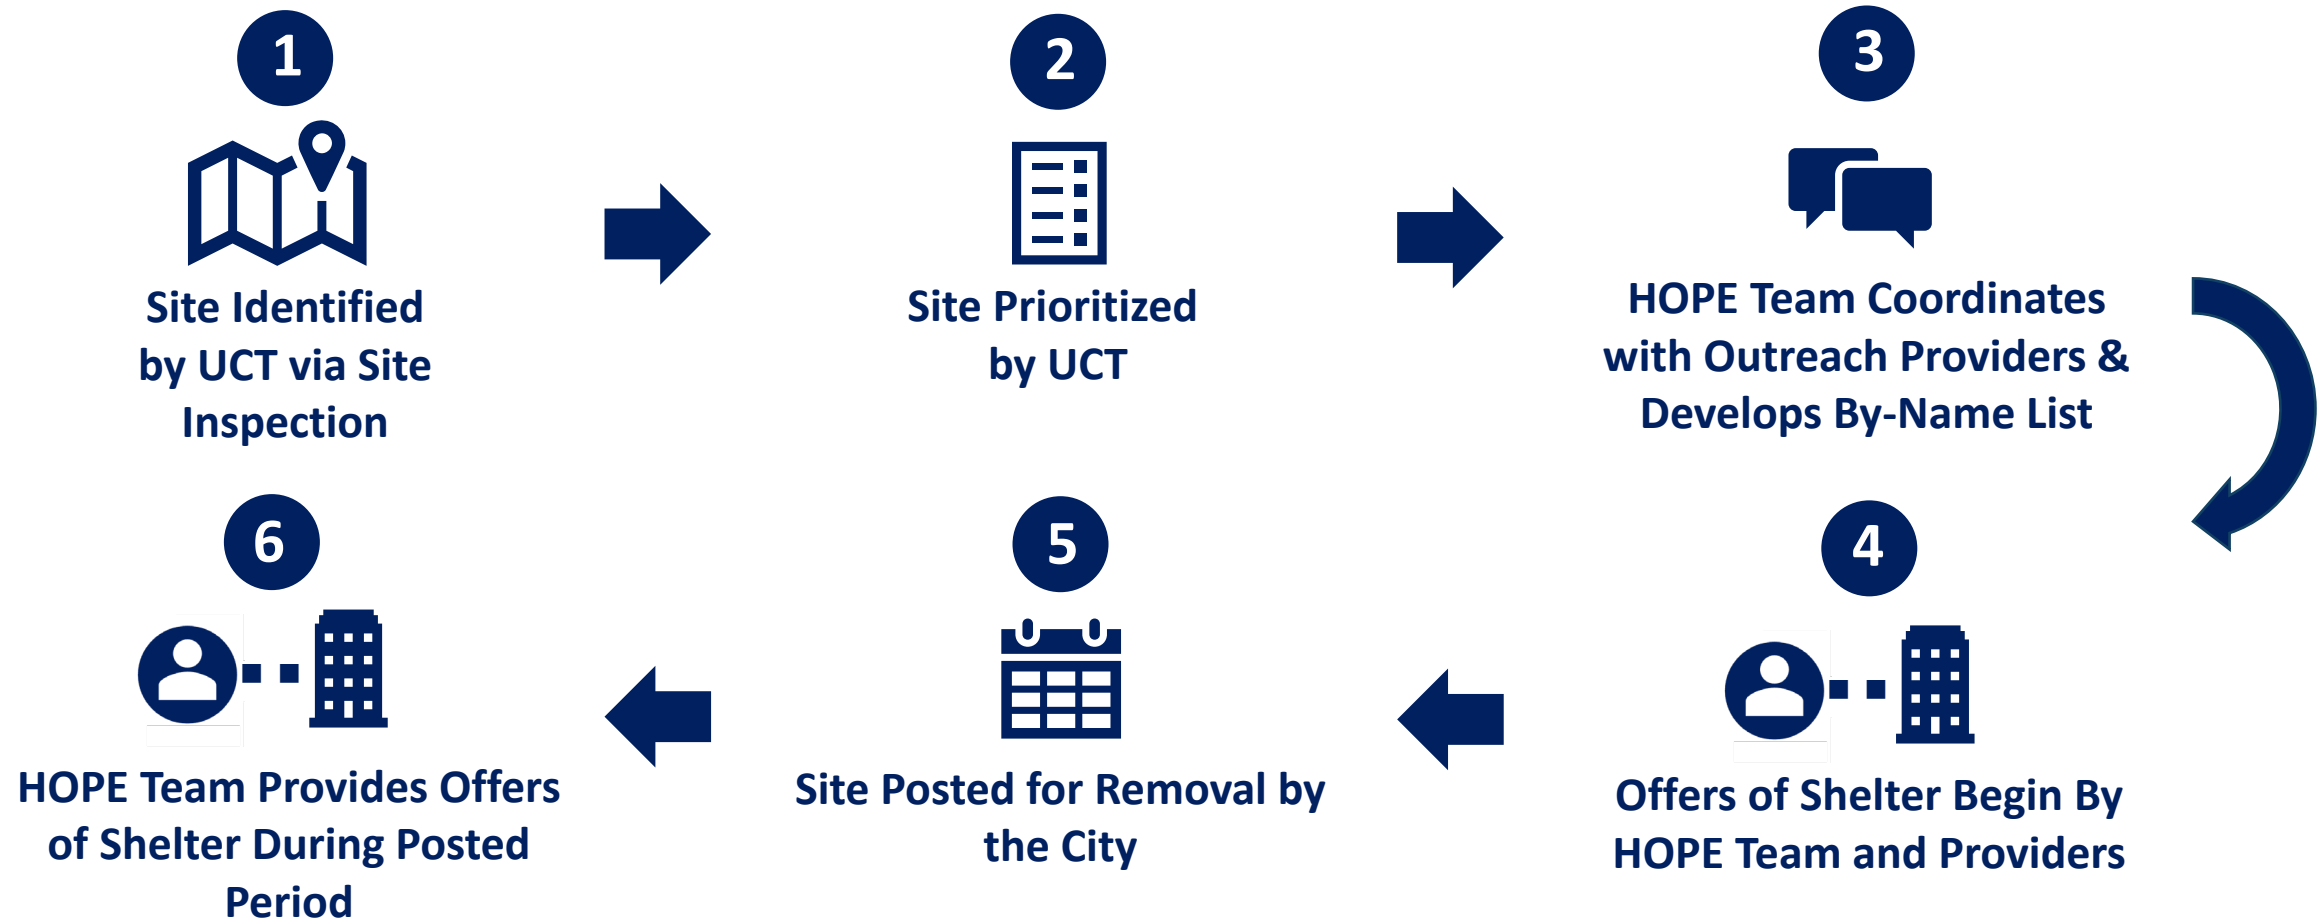 1
Site Identified
by UCT via Site
Inspection
2
Site Prioritized
by UCT
3
HOPE Team Coordinates
with Outreach Providers &
Develops By-Name List
4
Offers of Shelter Begin By
HOPE Team and Providers
5
Site Posted for Removal by
the City
6
HOPE Team Provides Offers
of Shelter During Posted
Period